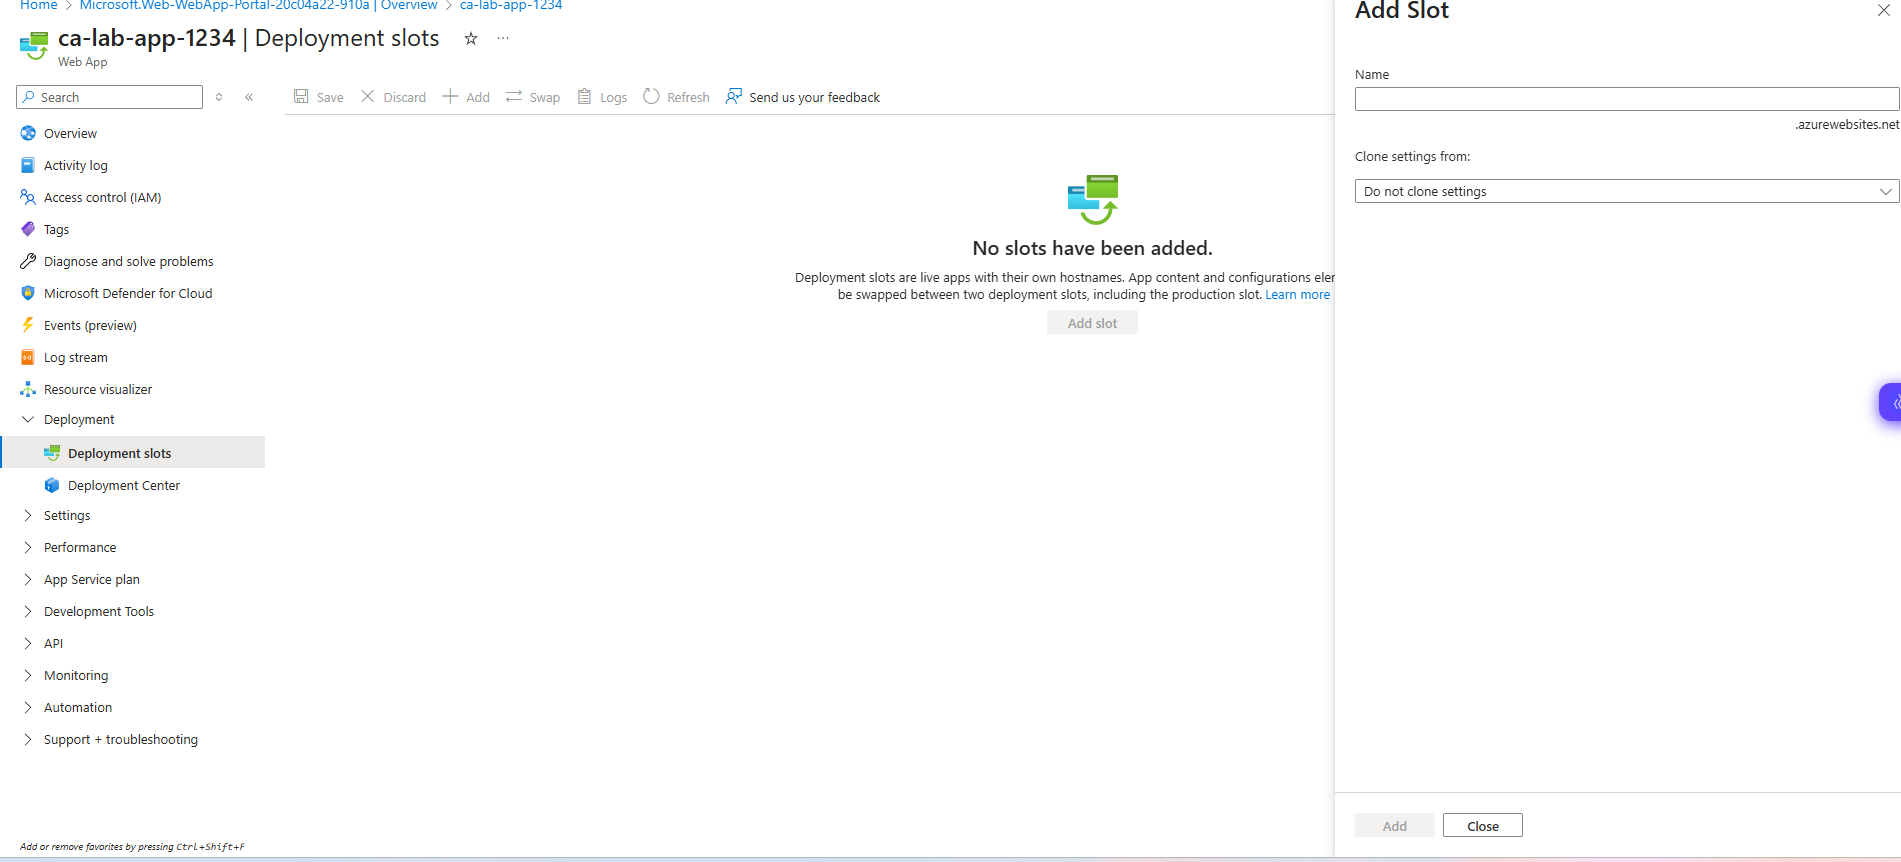 Home > Microsoft.Web-WebApp-Portal-20c04a22-910a | Overview > ca-lab-app-1234
ca-lab-app-1234 | Deployment slots
Web App
Search
Save Discard Add Swap Logs Refresh Send us your feedback
Overview
Activity log
Access control (IAM)
Tags
Diagnose and solve problems
Microsoft Defender for Cloud
Events (preview)
Log stream
Resource visualizer
Deployment
Deployment slots
Deployment Center
Settings
Performance
App Service plan
Development Tools
API
Monitoring
Automation
Support + troubleshooting
Add or remove favorites by pressing Ctrl+Shift+F
No slots have been added.
Deployment slots are live apps with their own hostnames. App content and configurations
be swapped between two deployment slots, including the production slot. Learn more
Add slot
Add Slot
Name
.azurewebsites.net
Clone settings from:
Do not clone settings
Add Close